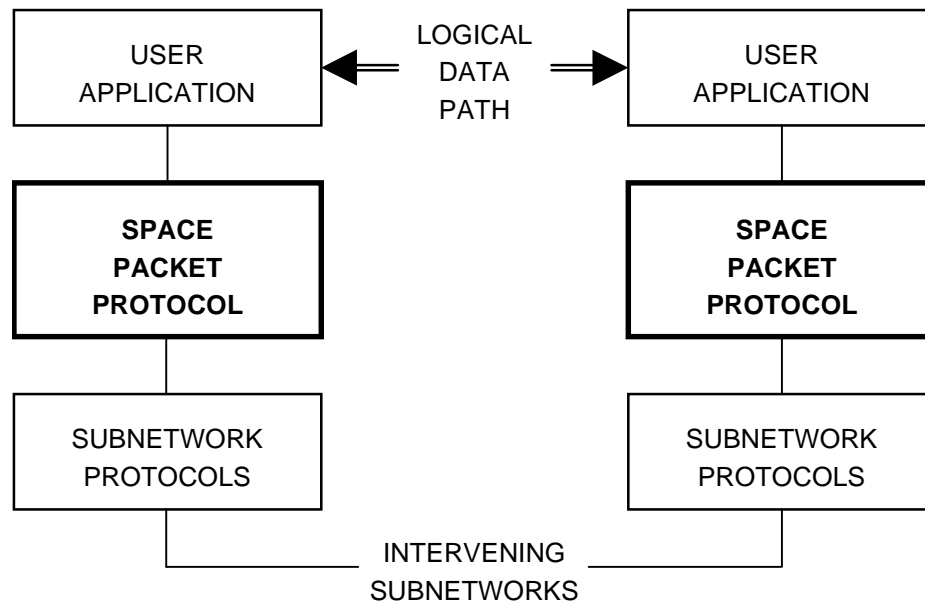 USER
APPLICATION
LOGICAL
DATA
PATH
USER
APPLICATION
SPACE
PACKET
PROTOCOL
SPACE
PACKET
PROTOCOL
SUBNETWORK
PROTOCOLS
SUBNETWORK
PROTOCOLS
INTERVENING
SUBNETWORKS